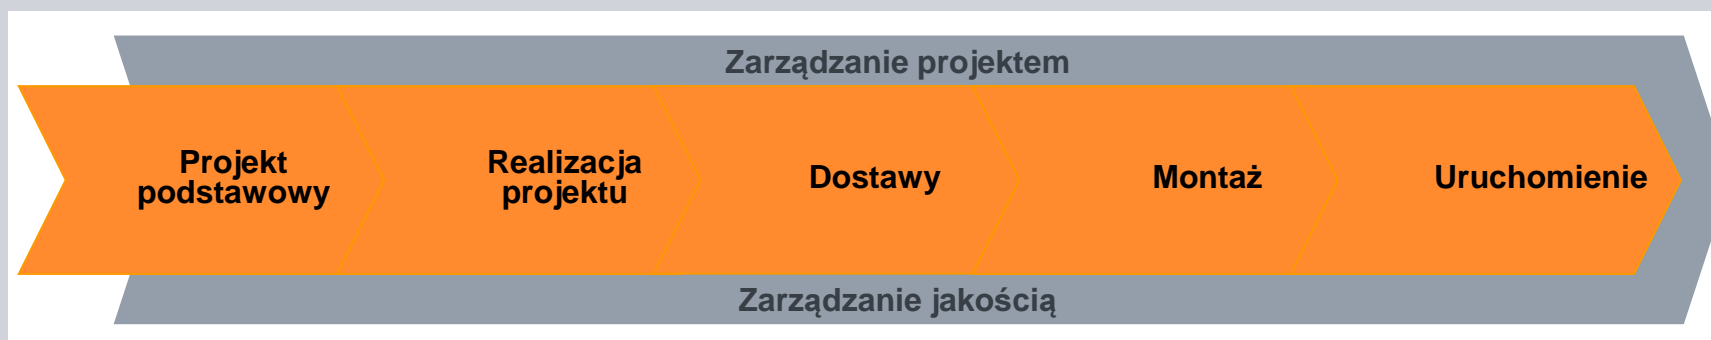 Zarządzanie projektem
Projekt
podstawowy
Realizacja
projektu
Dostawy
Montaż
Uruchomienie
Zarządzanie jakością